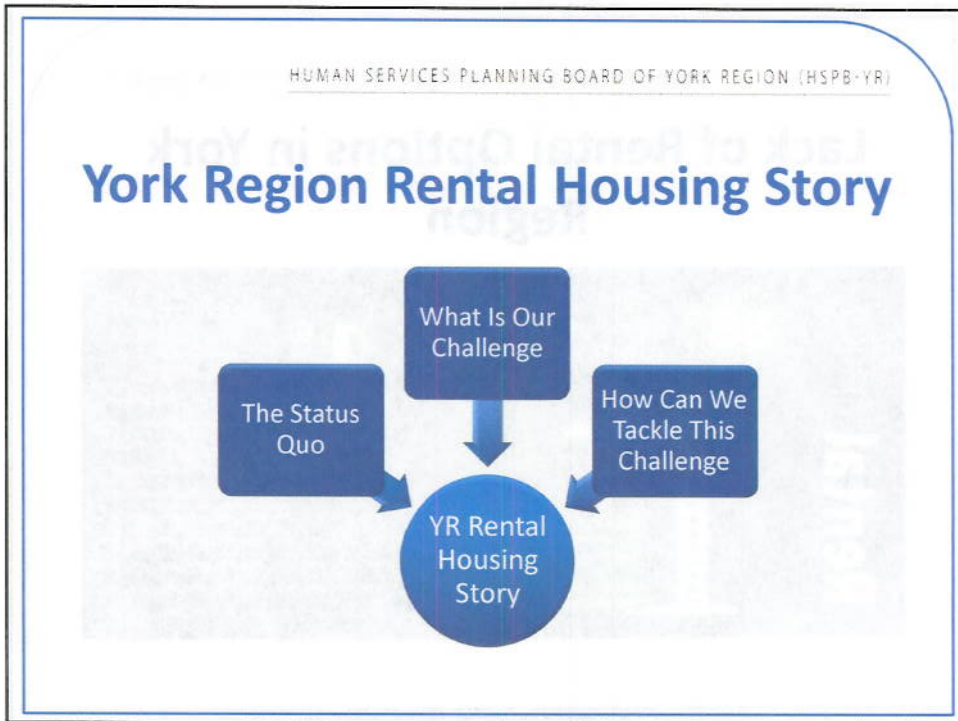 HUMAN SERVICES PLANNING BOARD OF YORK REGION (HSPB-YR)
York Region Rental Housing Story
What Is Our
Challenge
The Status
Quo
How Can We
Tackle This
Challenge
YR Rental
Housing
Story